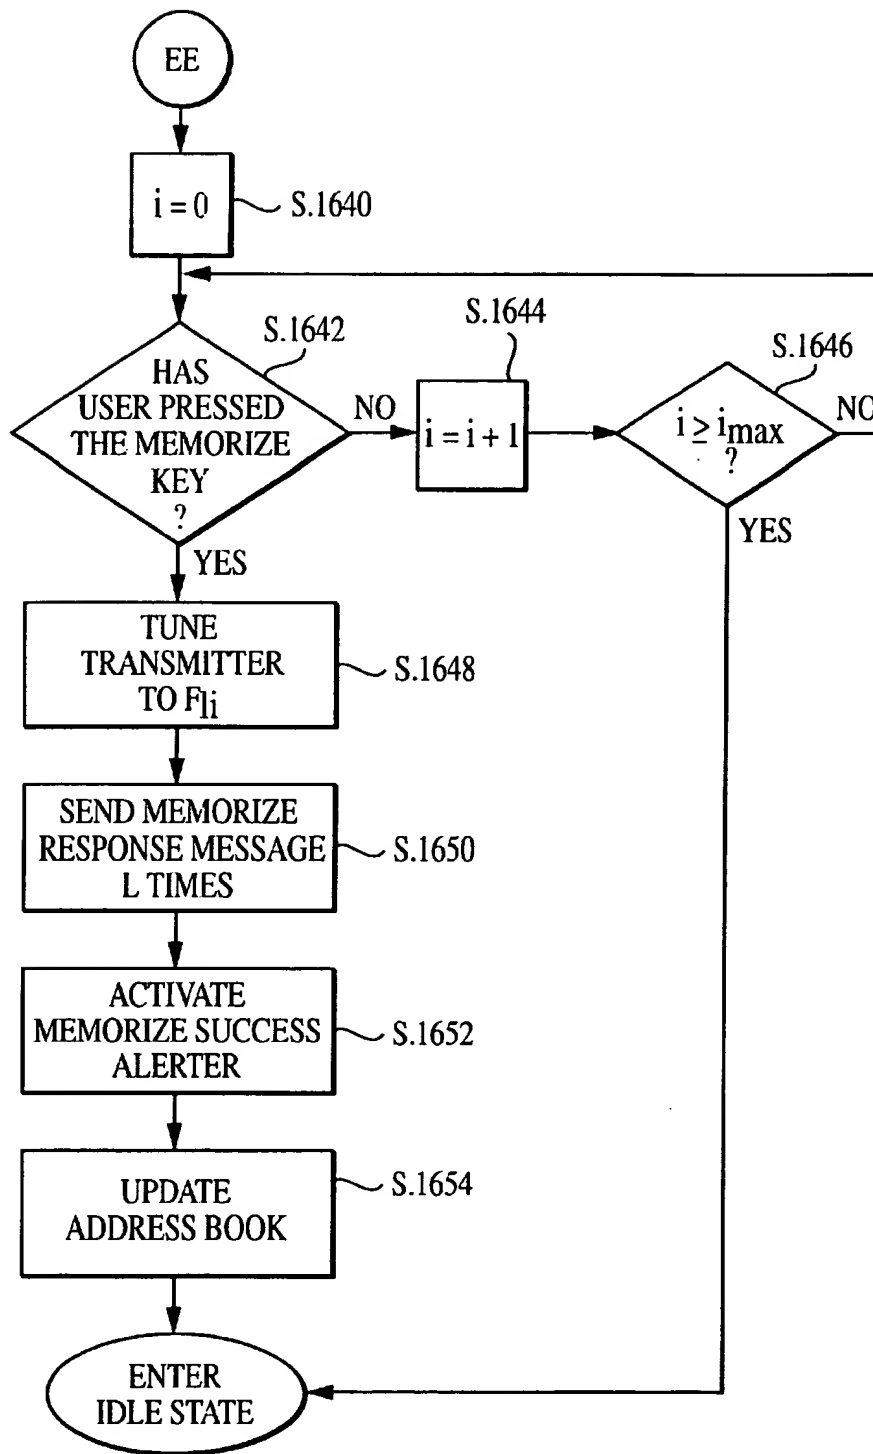 EE
i = 0
S.1640
S.1642
HAS
USER PRESSED
THE MEMORIZE
KEY
?
NO
S.1644
i = i + 1
S.1646
i ≥ imax
?
NO
YES
YES
TUNE
TRANSMITTER
TO Fli
S.1648
SEND MEMORIZE
RESPONSE MESSAGE
L TIMES
S.1650
ACTIVATE
MEMORIZE SUCCESS
ALERTER
S.1652
UPDATE
ADDRESS BOOK
S.1654
ENTER
IDLE STATE